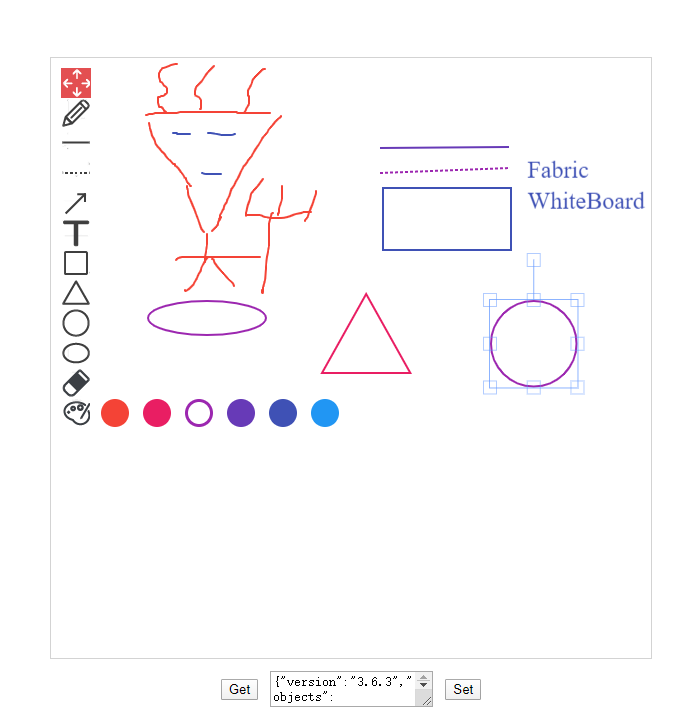 Fabric
WhiteBoard
T
Get
{"version":"3.6.3","
objects":
Set